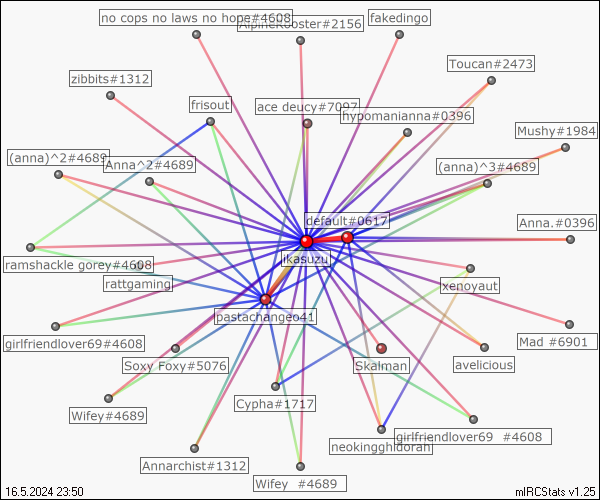 no cops no laws no hope#4608
AlpineRooster#2156
fakedingo
Toucan#2473
zibbits#1312
frisout
ace deucy#7097
hypomanianna#0396
Mushy#1984
(anna)^2#4689
Anna^2#4689
(anna)^3#4689
default#0617
Anna.#0396
ikasuzu
ramshackle gorey#4608
rattgaming
xenoyaut
pastachangeo41
girlfriendlover69#4608
Soxy Foxy#5076
Skalman
avelicious
Mad #6901
Wifey#4689
Cypha#1717
neokingghidorah
girlfriendlover69 #4608
Annarchist#1312
Wifey #4689
16.5.2024 23:50
mIRCStats v1.25